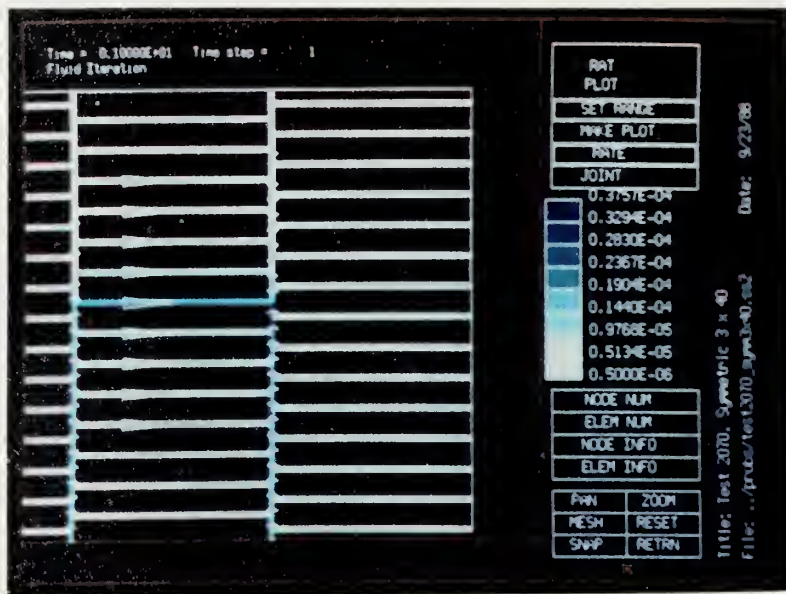 Time = 0.10000E+01 Time step = 1
Fluid Iteration
RAT
PLOT
SET RANGE
MAKE PLOT
RATE
JOINT
0.3757E-04
0.3294E-04
0.2830E-04
0.2367E-04
0.1904E-04
0.1440E-04
0.9768E-05
0.5134E-05
0.5000E-06
NODE NUM
ELEM NUM
NODE INFO
ELEM INFO
PAN ZOOM
MESH RESET
SNAP RETRN
Title: Test 2070, Symmetric 3 x 40
Date: 9/23/88